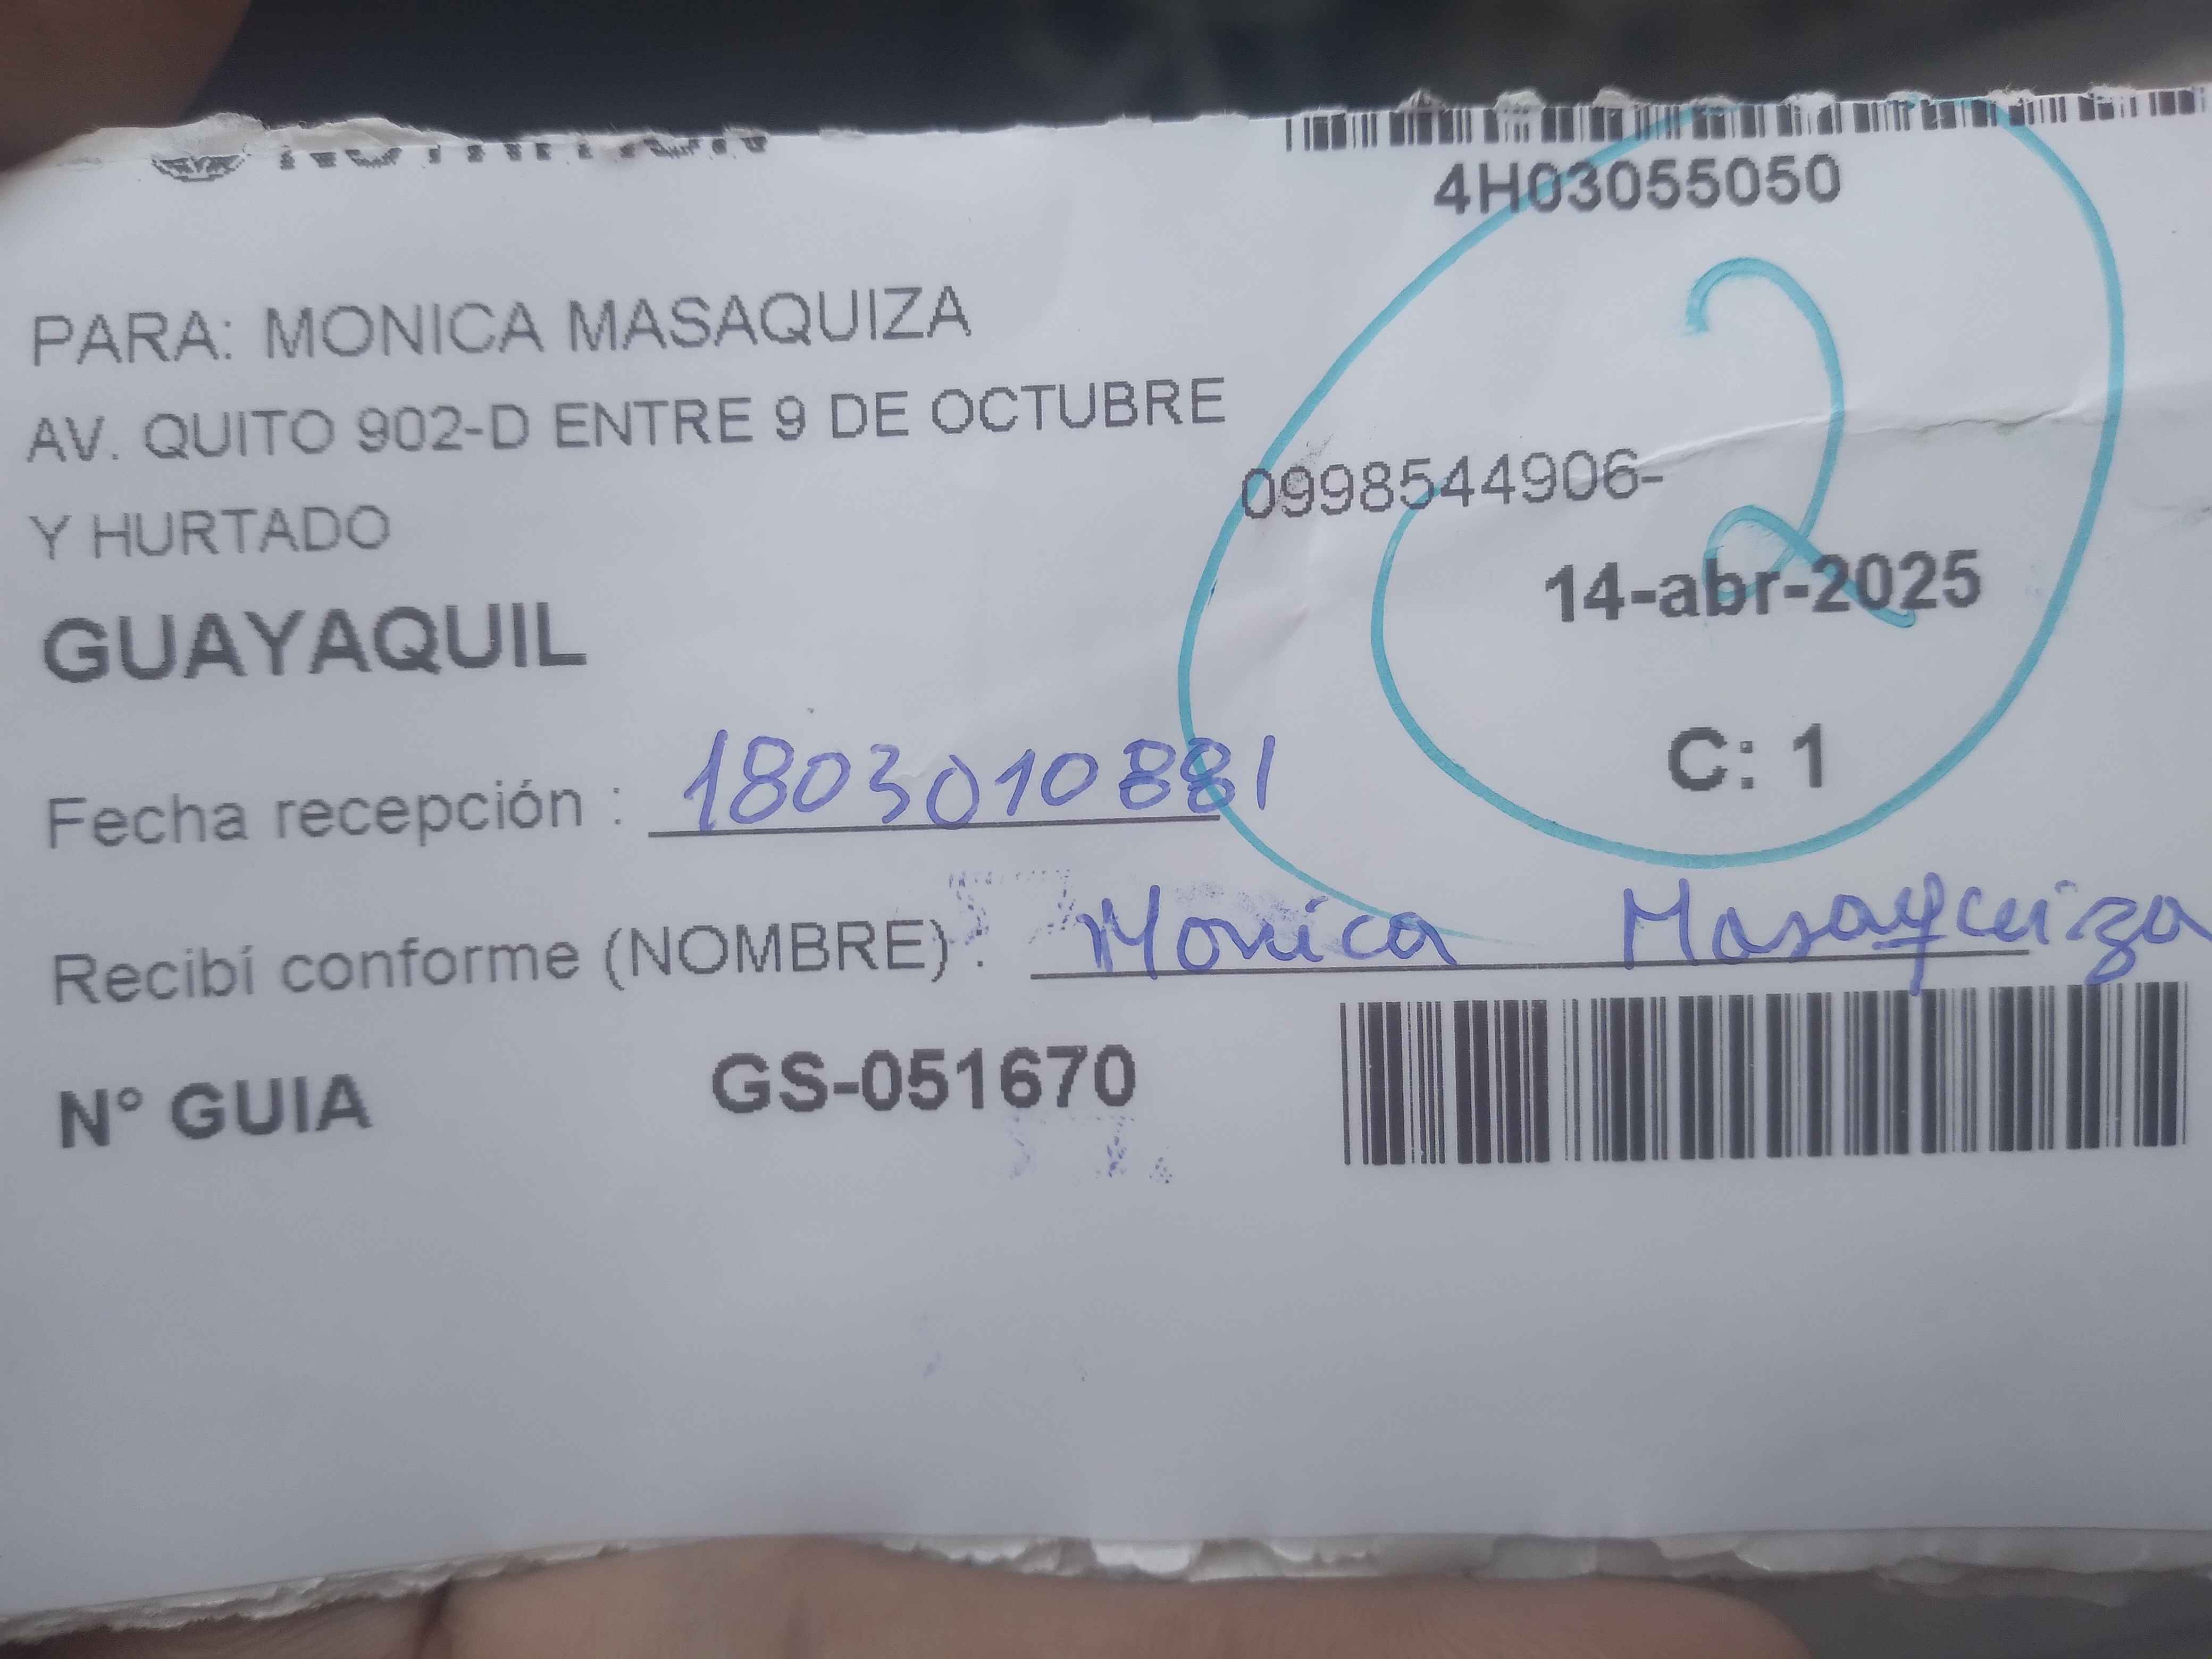 4H03055050
PARA: MONICA MASAQUIZA
AV. QUITO 902-D ENTRE 9 DE OCTUBRE
Y HURTADO
0998544906-
2
14-abr-2025
GUAYAQUIL
C: 1
Fecha recepción : 1803010881
Recibí conforme (NOMBRE) : Monica Masayquiza
N° GUIA GS-051670